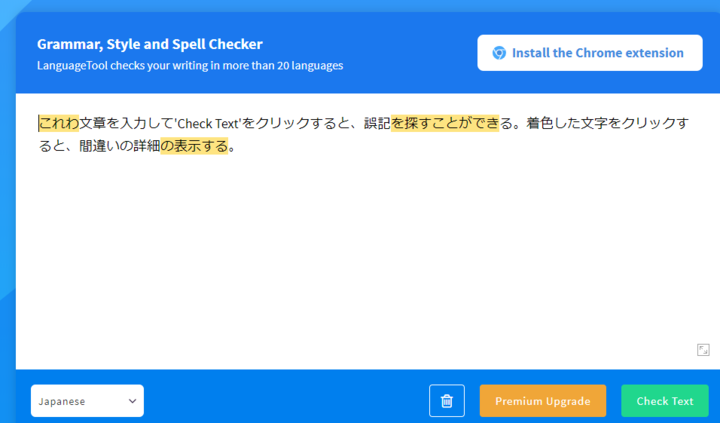 Grammar, Style and Spell Checker
LanguageTool checks your writing in more than 20 languages
Install the Chrome extension
これわ文章を入力して'Check Text'をクリックすると、誤記を探すことができる。着色した文字をクリックす
ると、間違いの詳細の表示する。
Japanese
Premium Upgrade
Check Text